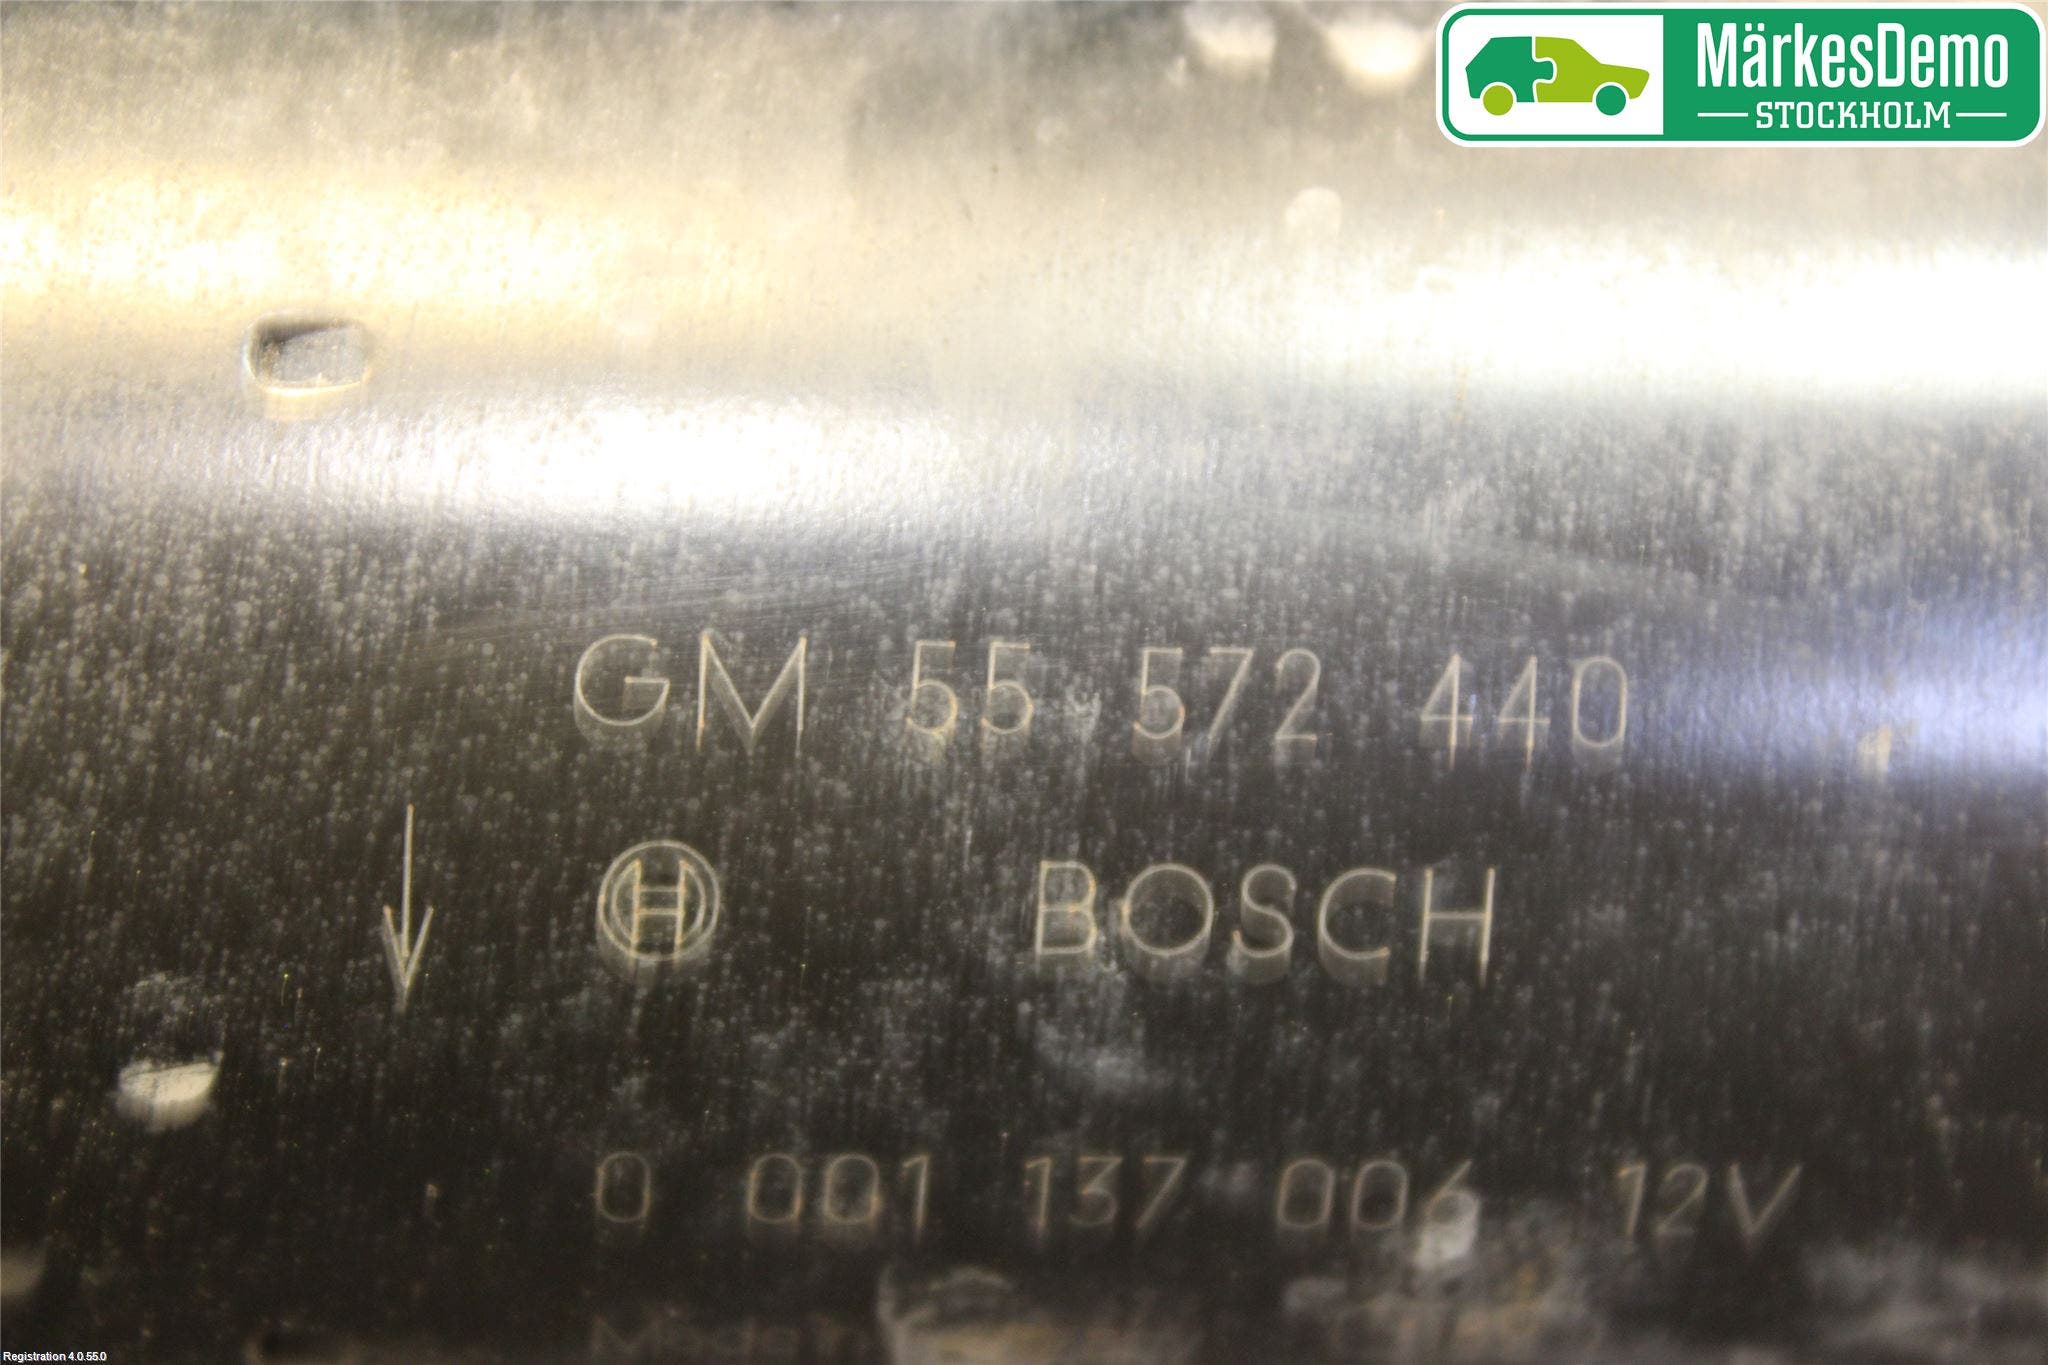 MärkesDemo
STOCKHOLM
GM 55 572 440
BOSCH
0 001 137 006 12V
Registration 4.0.55.0